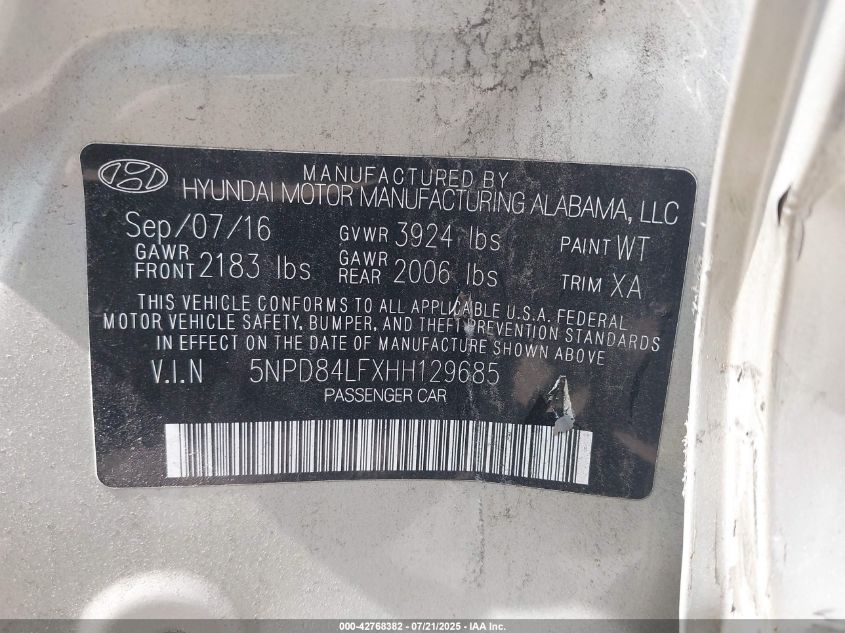 MANUFACTURED BY
HYUNDAI MOTOR MANUFACTURING ALABAMA, LLC
Sep/07/16 GVWR 3924 lbs PAINT WT
GAWR FRONT 2183 lbs GAWR REAR 2006 lbs TRIM XA
THIS VEHICLE CONFORMS TO ALL APPLICABLE U.S.A. FEDERAL
MOTOR VEHICLE SAFETY, BUMPER, AND THEFT PREVENTION STANDARDS
IN EFFECT ON THE DATE OF MANUFACTURE SHOWN ABOVE.
V.I.N 5NPD84LFXHH129685
PASSENGER CAR
000-42768382 - 07/21/2025 - IAA Inc.